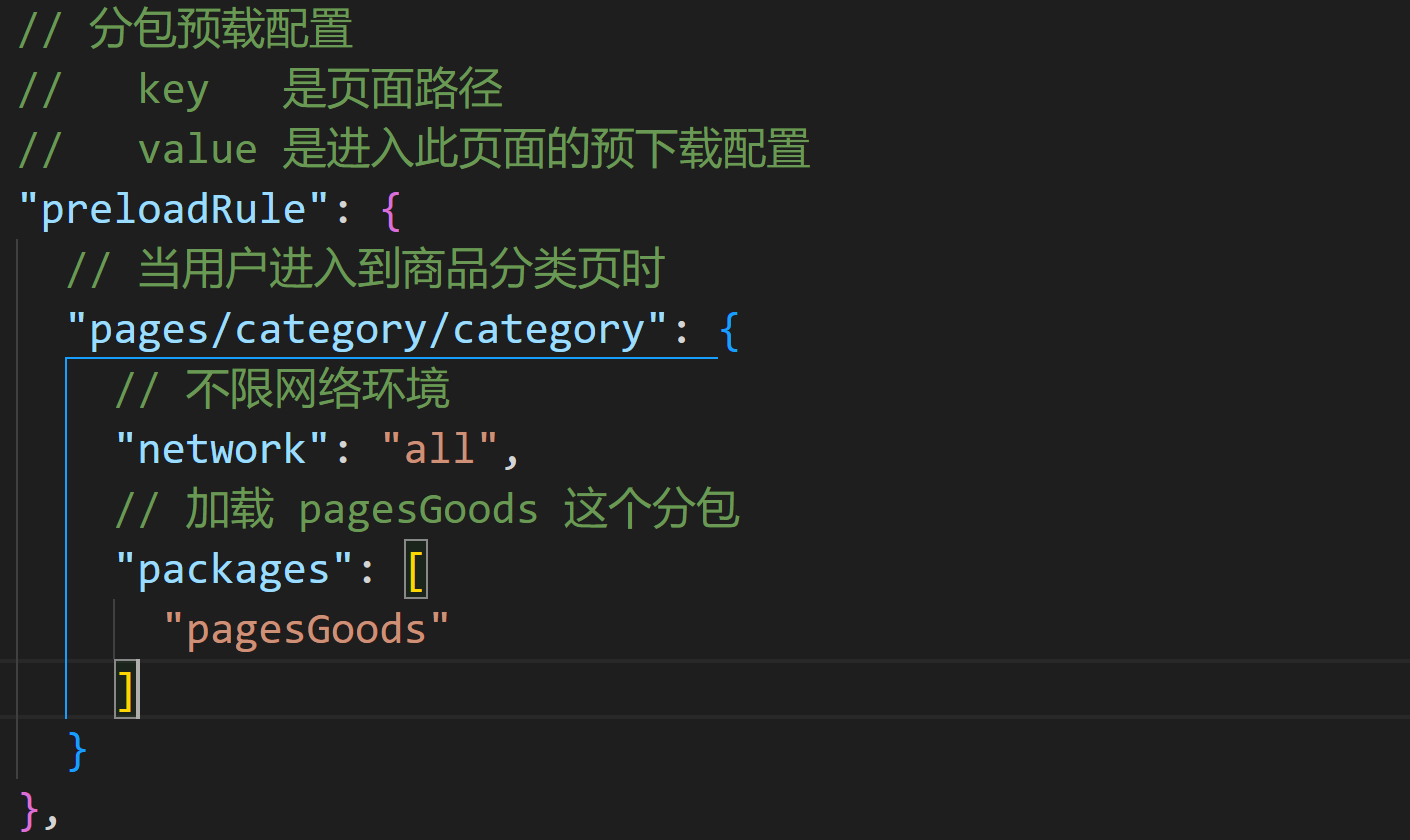 // 分包预载配置
//   key   是页面路径
//   value 是进入此页面的预下载配置
"preloadRule": {
  // 当用户进入到商品分类页时
  "pages/category/category": {
    // 不限网络环境
    "network": "all",
    // 加载 pagesGoods 这个分包
    "packages": [
      "pagesGoods"
    ]
  }
},